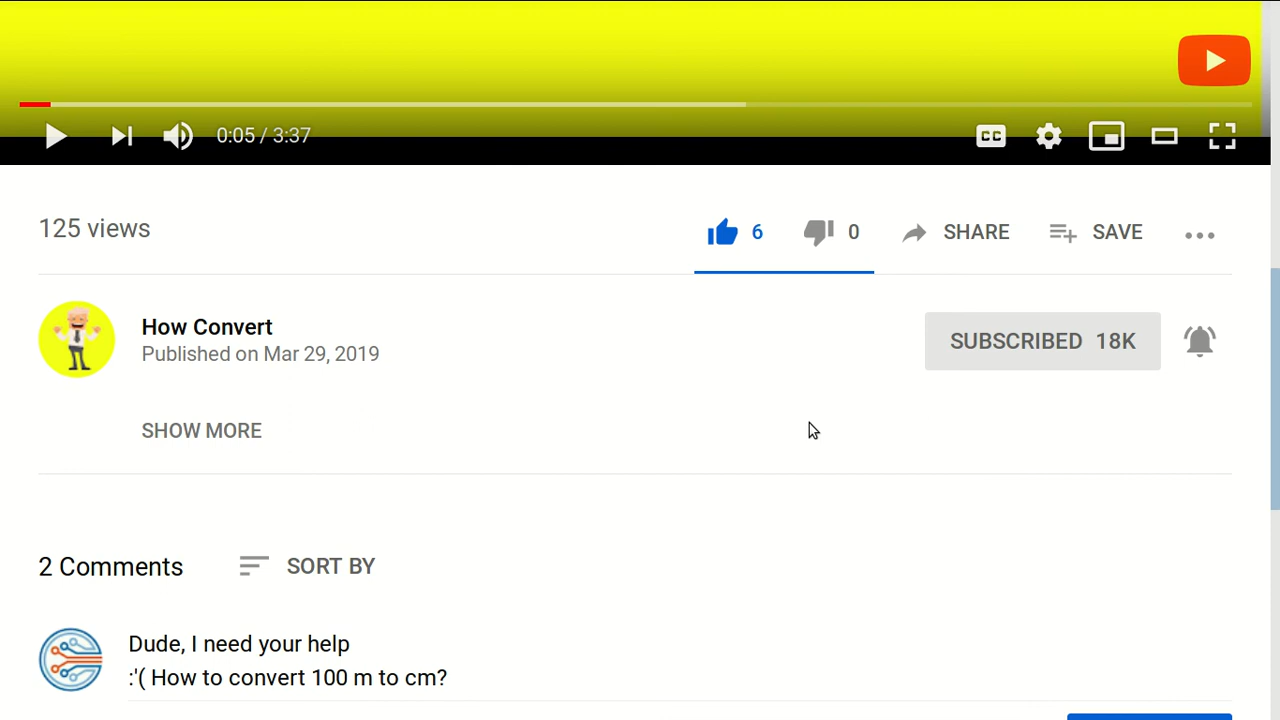 0:05 / 3:37
CC
125 views
6
0
SHARE
SAVE
How Convert
Published on Mar 29, 2019
SUBSCRIBED 18K
SHOW MORE
2 Comments
SORT BY
Dude, I need your help
:'( How to convert 100 m to cm?